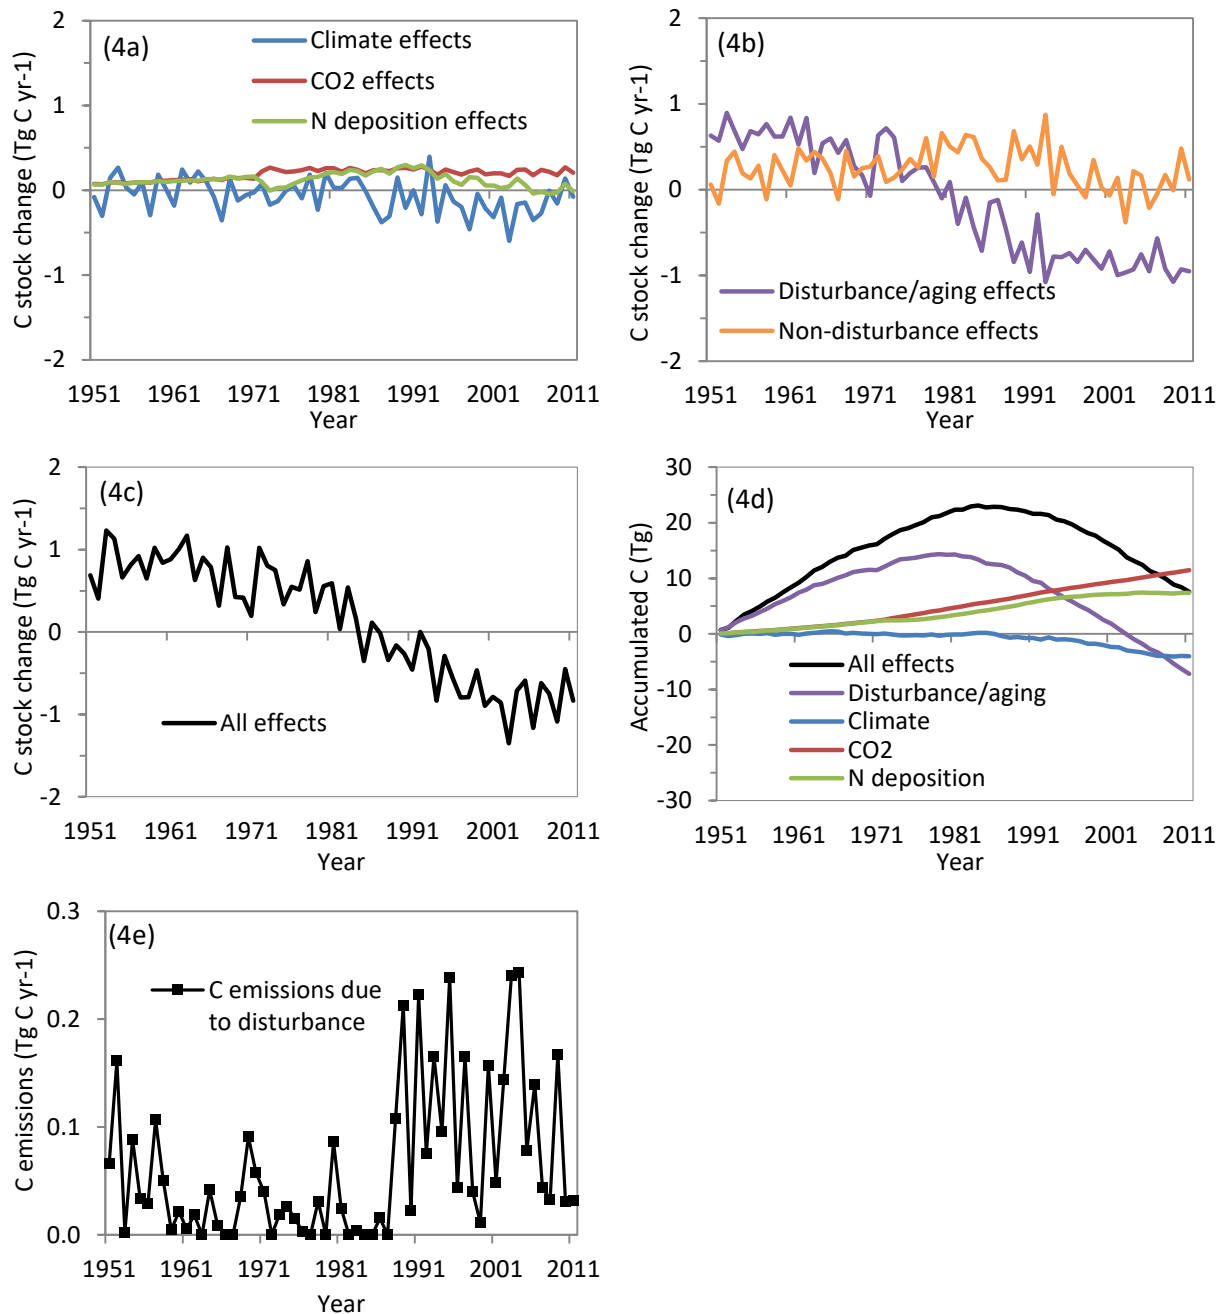 (4a)
C stock change (Tg C yr-1)
2
1
0
-1
-2
Climate effects
CO2 effects
N deposition effects
1951 1961 1971 1981 1991 2001 2011
Year
(4b)
C stock change (Tg C yr-1)
2
1
0
-1
-2
Disturbance/aging effects
Non-disturbance effects
1951 1961 1971 1981 1991 2001 2011
Year
(4c)
C stock change (Tg C yr-1)
2
1
0
-1
-2
All effects
1951 1961 1971 1981 1991 2001 2011
Year
(4d)
Accumulated C (Tg)
30
20
10
0
-10
-20
-30
All effects
Disturbance/aging
Climate
CO2
N deposition
1951 1961 1971 1981 1991 2001 2011
Year
(4e)
C emissions (Tg C yr-1)
0.3
0.2
0.1
0.0
C emissions due
to disturbance
1951 1961 1971 1981 1991 2001 2011
Year